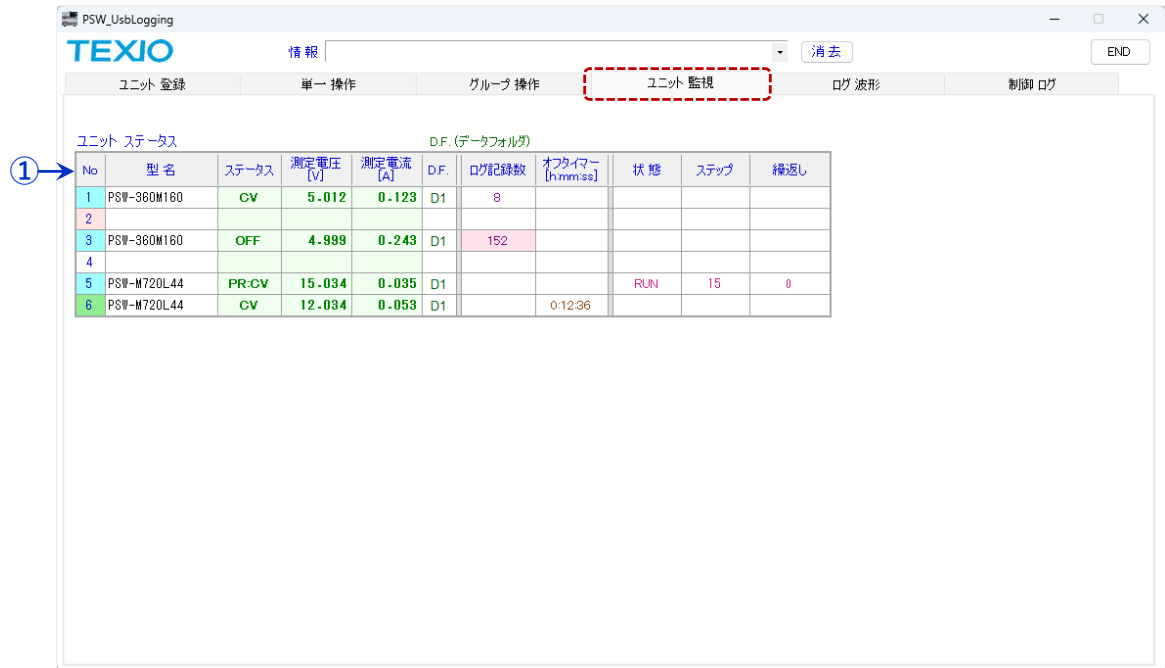 PSW_UsbLogging
TEXIO 情報 消去 END
ユニット 登録 単一 操作 グループ 操作 ユニット 監視 ログ 波形 制御 ログ
ユニット ステータス D.F. (データフォルダ)
①
No 型 名 ステータス 測定電圧 [V] 測定電流 [A] D.F. ログ記録数 オフタイマー [h:mm:ss] 状 態 ステップ 繰返し
1 PSW-360M160 CV 5.012 0.123 D1 8
2
3 PSW-360M160 OFF 4.999 0.243 D1 152
4
5 PSW-M720L44 PR:CV 15.034 0.035 D1 RUN 15 0
6 PSW-M720L44 CV 12.034 0.053 D1 0:12:36